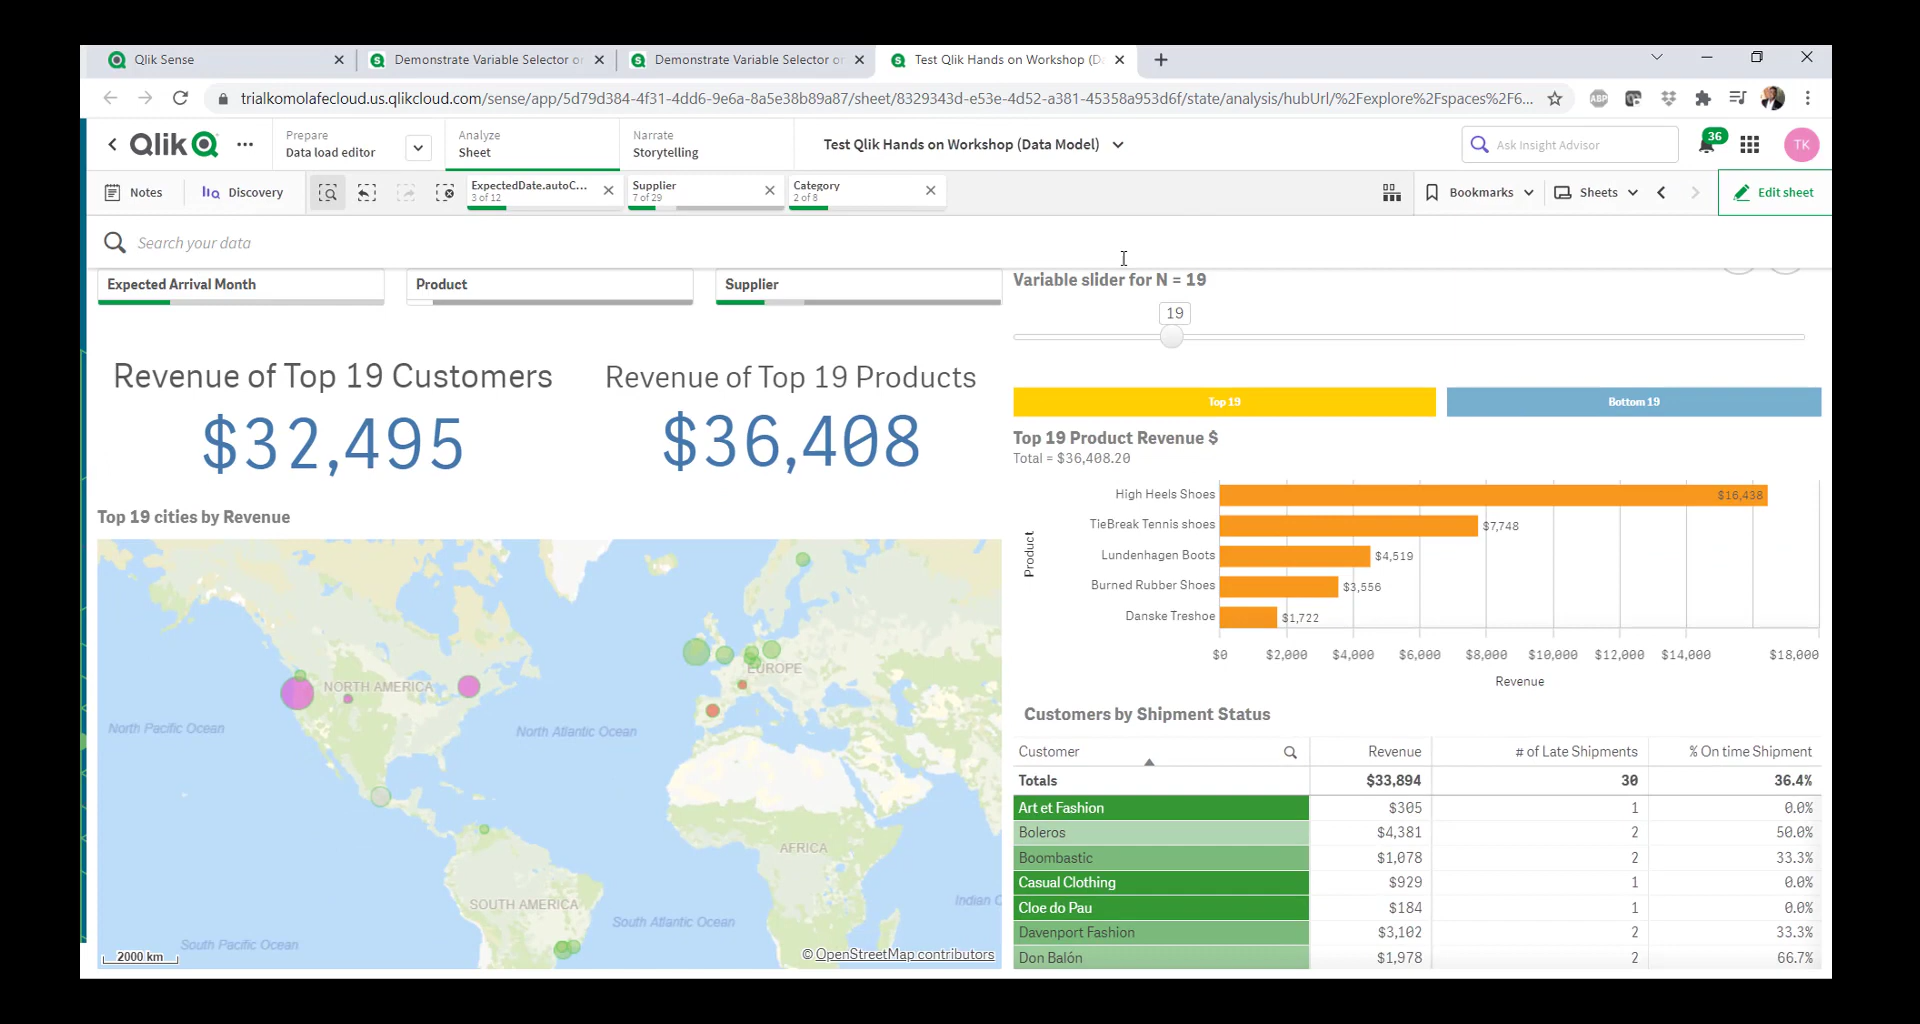 Qlik Sense
Demonstrate Variable Selector or
Demonstrate Variable Selector or
Test Qlik Hands on Workshop (Da
trialkomolafecloud.us.qlikcloud.com/sense/app/5d79d384-4f31-4dd6-9e6a-8a5e38b89a87/sheet/8329343d-e53e-4d52-a381-45358a953d6f/state/analysis/hubUrl/%2Fexplore%2Fspaces%2F6...
ABP
Qlik
Prepare
Data load editor
Analyze
Sheet
Narrate
Storytelling
Test Qlik Hands on Workshop (Data Model)
Ask Insight Advisor
36
TK
Notes
Discovery
ExpectedDate.autoC...
3 of 12
Supplier
7 of 29
Category
2 of 8
Bookmarks
Sheets
Edit sheet
Search your data
Expected Arrival Month
Product
Supplier
Variable slider for N = 19
19
Revenue of Top 19 Customers
$32,495
Revenue of Top 19 Products
$36,408
Top 19
Bottom 19
Top 19 cities by Revenue
NORTH AMERICA
EUROPE
North Pacific Ocean
North Atlantic Ocean
AFRICA
SOUTH AMERICA
Indian O
South Atlantic Ocean
South Pacific Ocean
2000 km
© OpenStreetMap contributors
Top 19 Product Revenue $
Total = $36,408.20
Product
High Heels Shoes $16,438
TieBreak Tennis shoes $7,748
Lundenhagen Boots $4,519
Burned Rubber Shoes $3,556
Danske Treshoe $1,722
$0 $2,000 $4,000 $6,000 $8,000 $10,000 $12,000 $14,000 $18,000
Revenue
Customers by Shipment Status
Customer Revenue # of Late Shipments % On time Shipment
Totals $33,894 30 36.4%
Art et Fashion $305 1 0.0%
Boleros $4,381 2 50.0%
Boombastic $1,078 2 33.3%
Casual Clothing $929 1 0.0%
Cloe do Pau $184 1 0.0%
Davenport Fashion $3,102 2 33.3%
Don Balón $1,978 2 66.7%